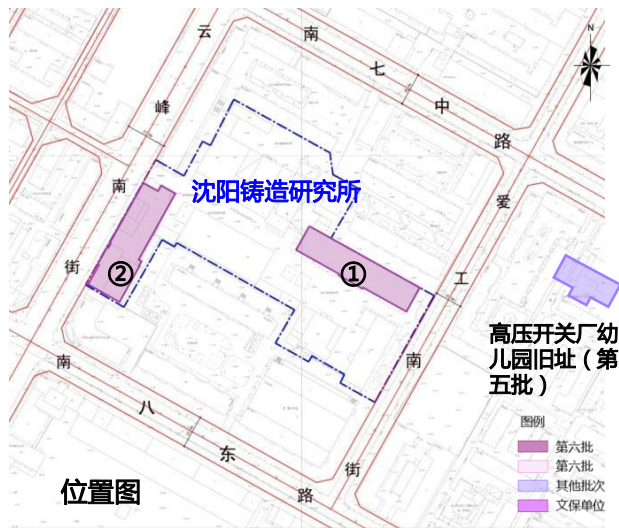 云峰南街
南七中路
N
爱工南街
沈阳铸造研究所
①
②
高压开关厂幼
儿园旧址（第
五批）
南八东路
位置图
图例
第六批
第六批
其他批次
文保单位